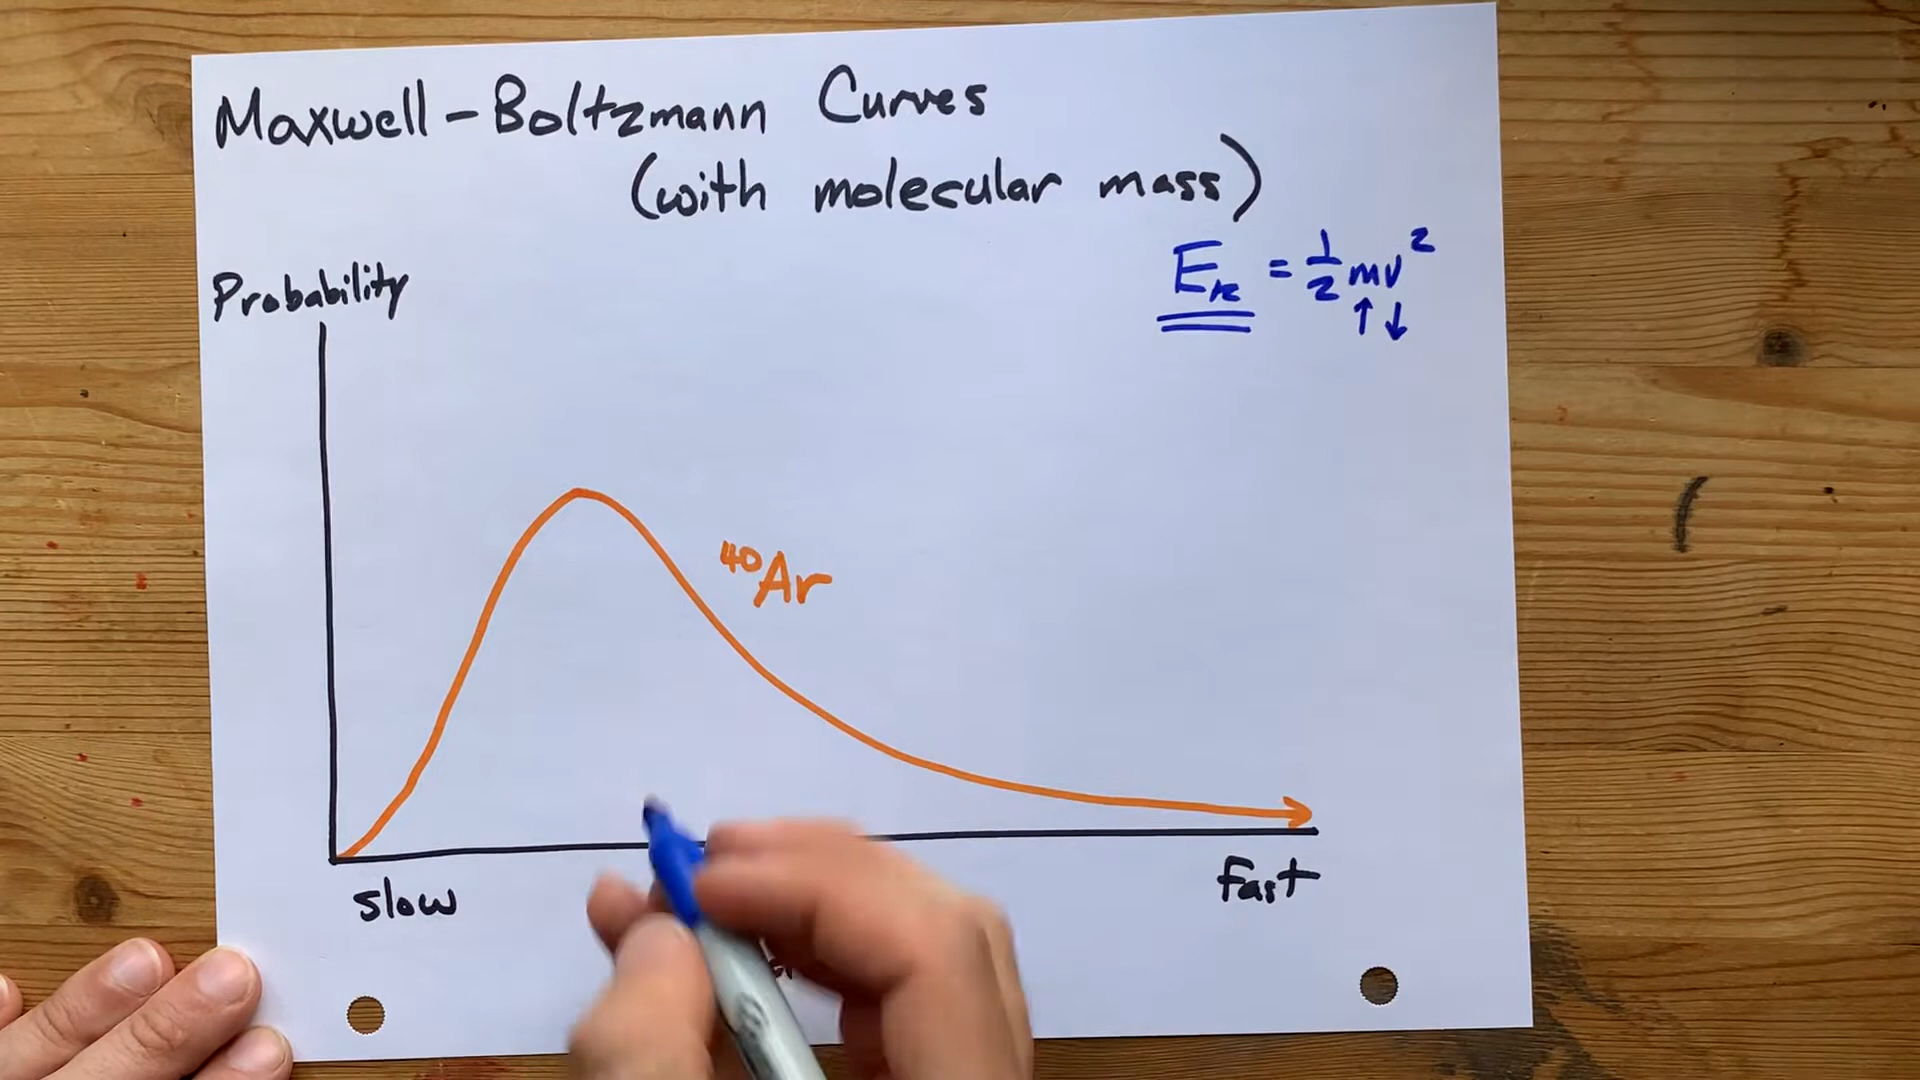 Maxwell-Boltzmann Curves
(with molecular mass)
Eₖ = ½mv²
↑↓
Probability
⁴⁰Ar
slow
fast